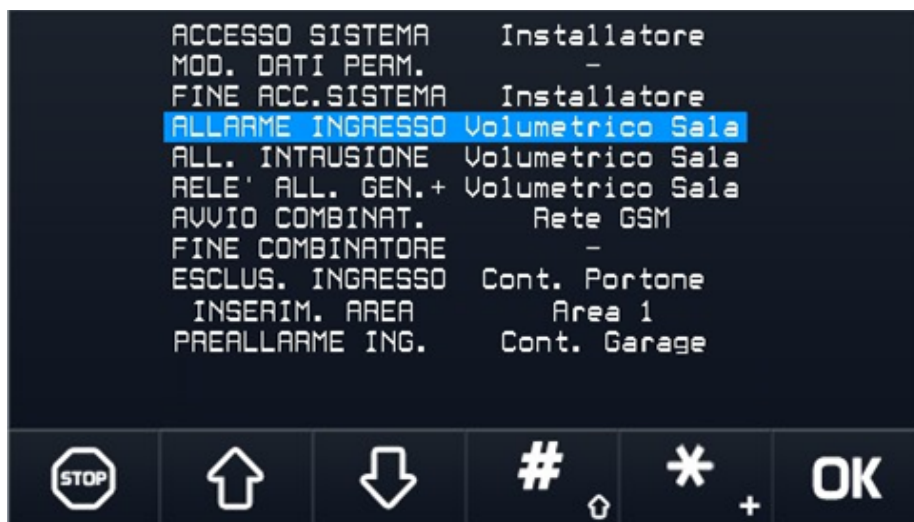 ACCESSO SISTEMA Installatore
MOD. DATI PERM. -
FINE ACC.SISTEMA Installatore
ALLARME INGRESSO Volumetrico Sala
ALL. INTRUSIONE Volumetrico Sala
RELE' ALL. GEN.+ Volumetrico Sala
AVVIO COMBINAT. Rete GSM
FINE COMBINATORE -
ESCLUS. INGRESSO Cont. Portone
INSERIM. AREA Area 1
PREALLARME ING. Cont. Garage
STOP # * + OK